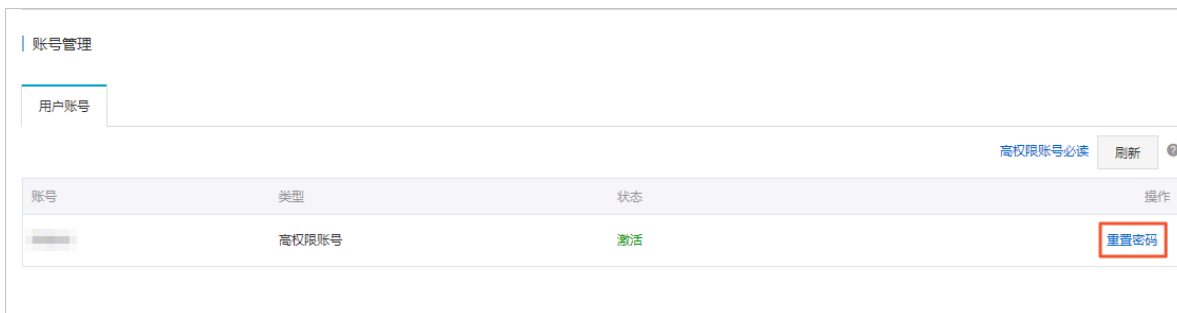 账号管理
用户账号
高权限账号必读 刷新
账号 类型 状态 操作
高权限账号 激活 重置密码